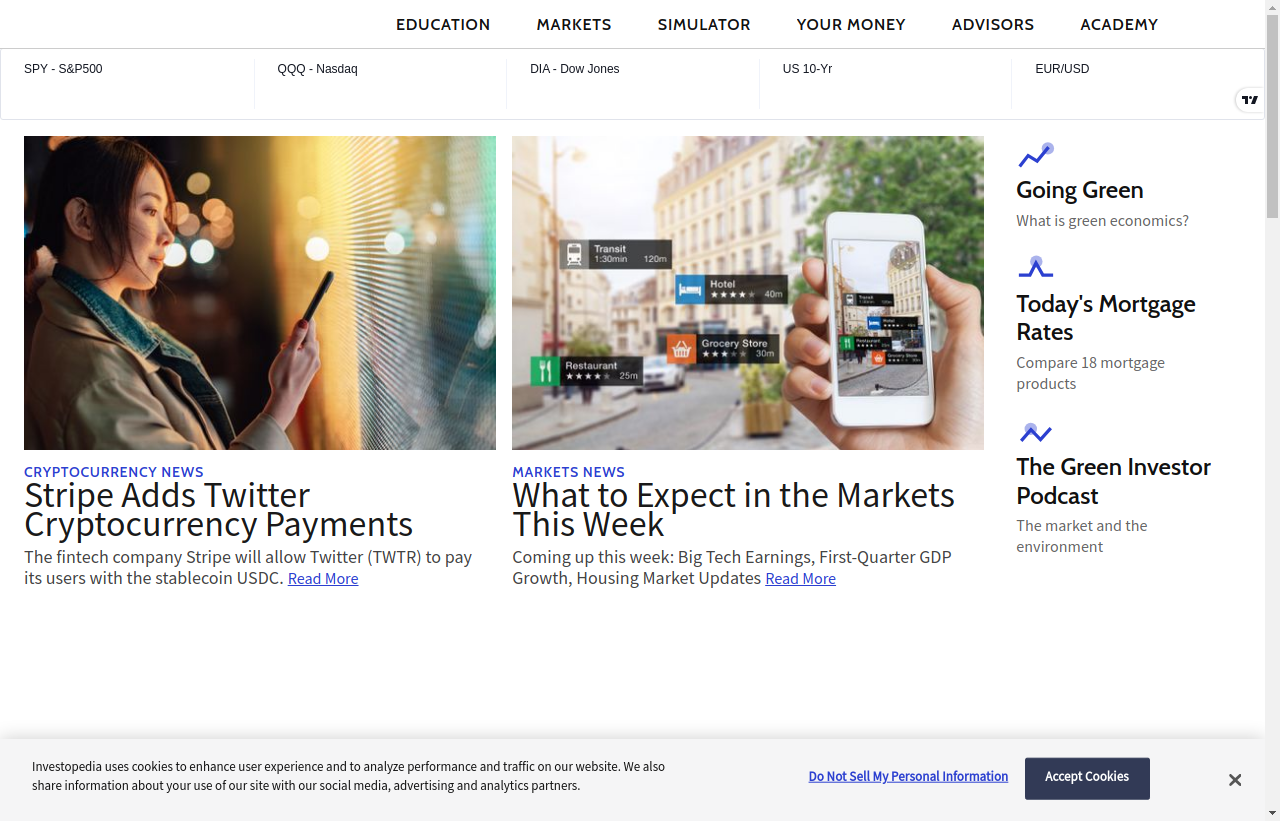 EDUCATION MARKETS SIMULATOR YOUR MONEY ADVISORS ACADEMY
SPY - S&P500 QQQ - Nasdaq DIA - Dow Jones US 10-Yr EUR/USD
Transit
1:30min 120m
Hotel
40m
Grocery Store
30m
Restaurant
25m
CRYPTOCURRENCY NEWS
Stripe Adds Twitter
Cryptocurrency Payments
The fintech company Stripe will allow Twitter (TWTR) to pay
its users with the stablecoin USDC. Read More
MARKETS NEWS
What to Expect in the Markets
This Week
Coming up this week: Big Tech Earnings, First-Quarter GDP
Growth, Housing Market Updates Read More
Going Green
What is green economics?
Today's Mortgage
Rates
Compare 18 mortgage
products
The Green Investor
Podcast
The market and the
environment
Investopedia uses cookies to enhance user experience and to analyze performance and traffic on our website. We also
share information about your use of our site with our social media, advertising and analytics partners.
Do Not Sell My Personal Information
Accept Cookies